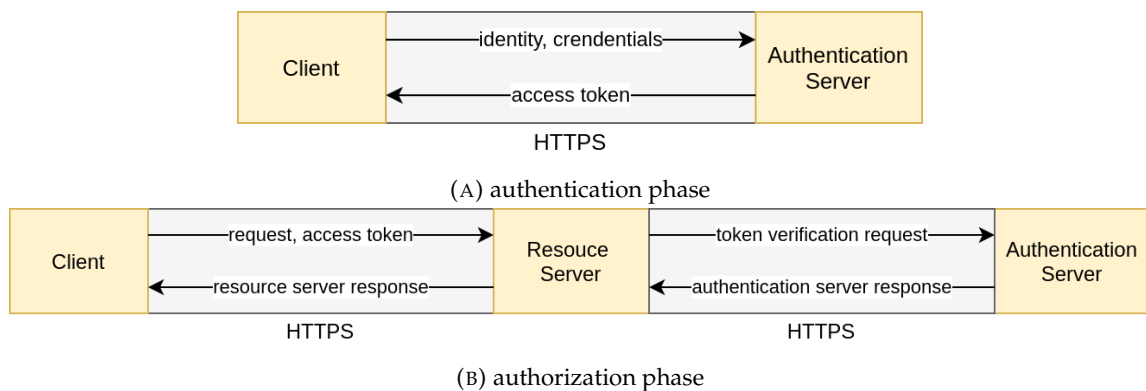 Client
identity, crendentials
access token
Authentication
Server
HTTPS
(A) authentication phase
Client
request, access token
resource server response
Resouce
Server
token verification request
authentication server response
Authentication
Server
HTTPS
HTTPS
(B) authorization phase